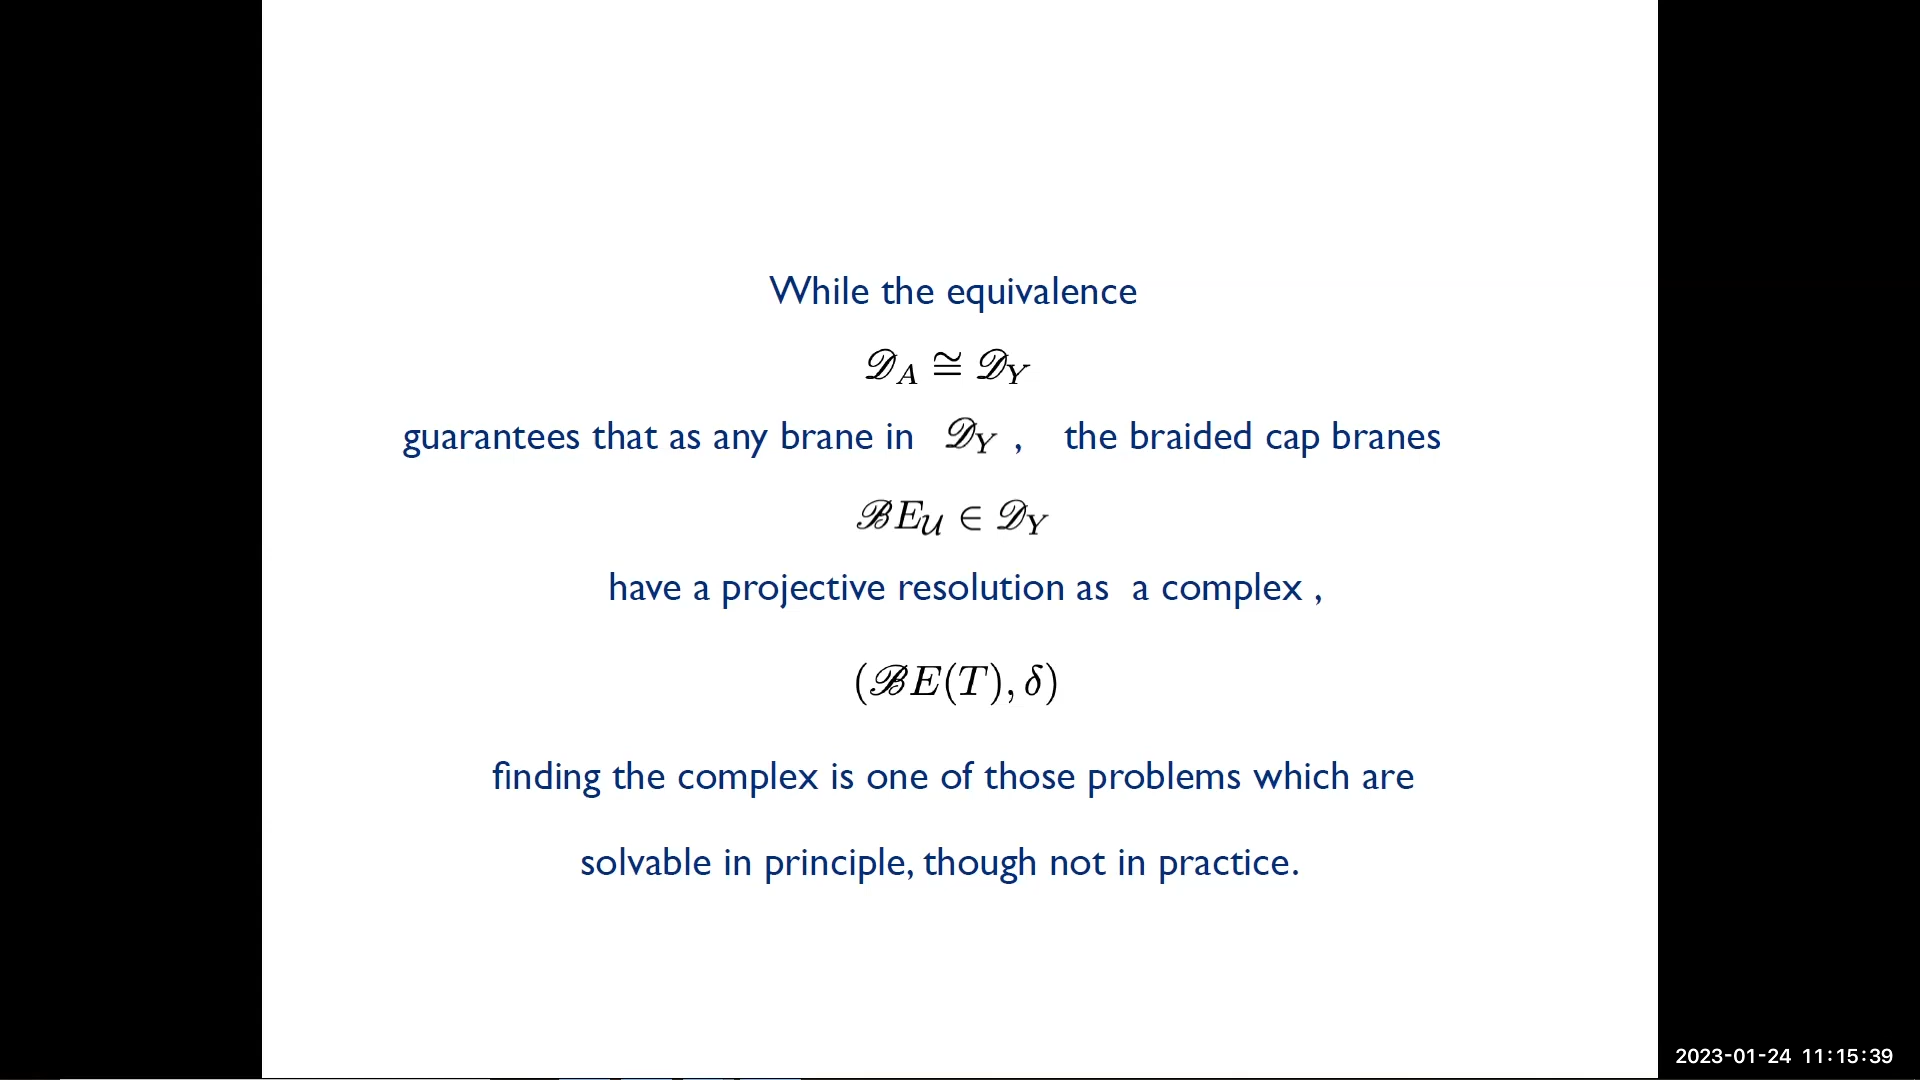 While the equivalence
𝒟_A ≅ 𝒟_Y
guarantees that as any brane in 𝒟_Y , the braided cap branes
ℬE_𝒰 ∈ 𝒟_Y
have a projective resolution as a complex ,
(ℬE(T), δ)
finding the complex is one of those problems which are
solvable in principle, though not in practice.
2023-01-24 11:15:39